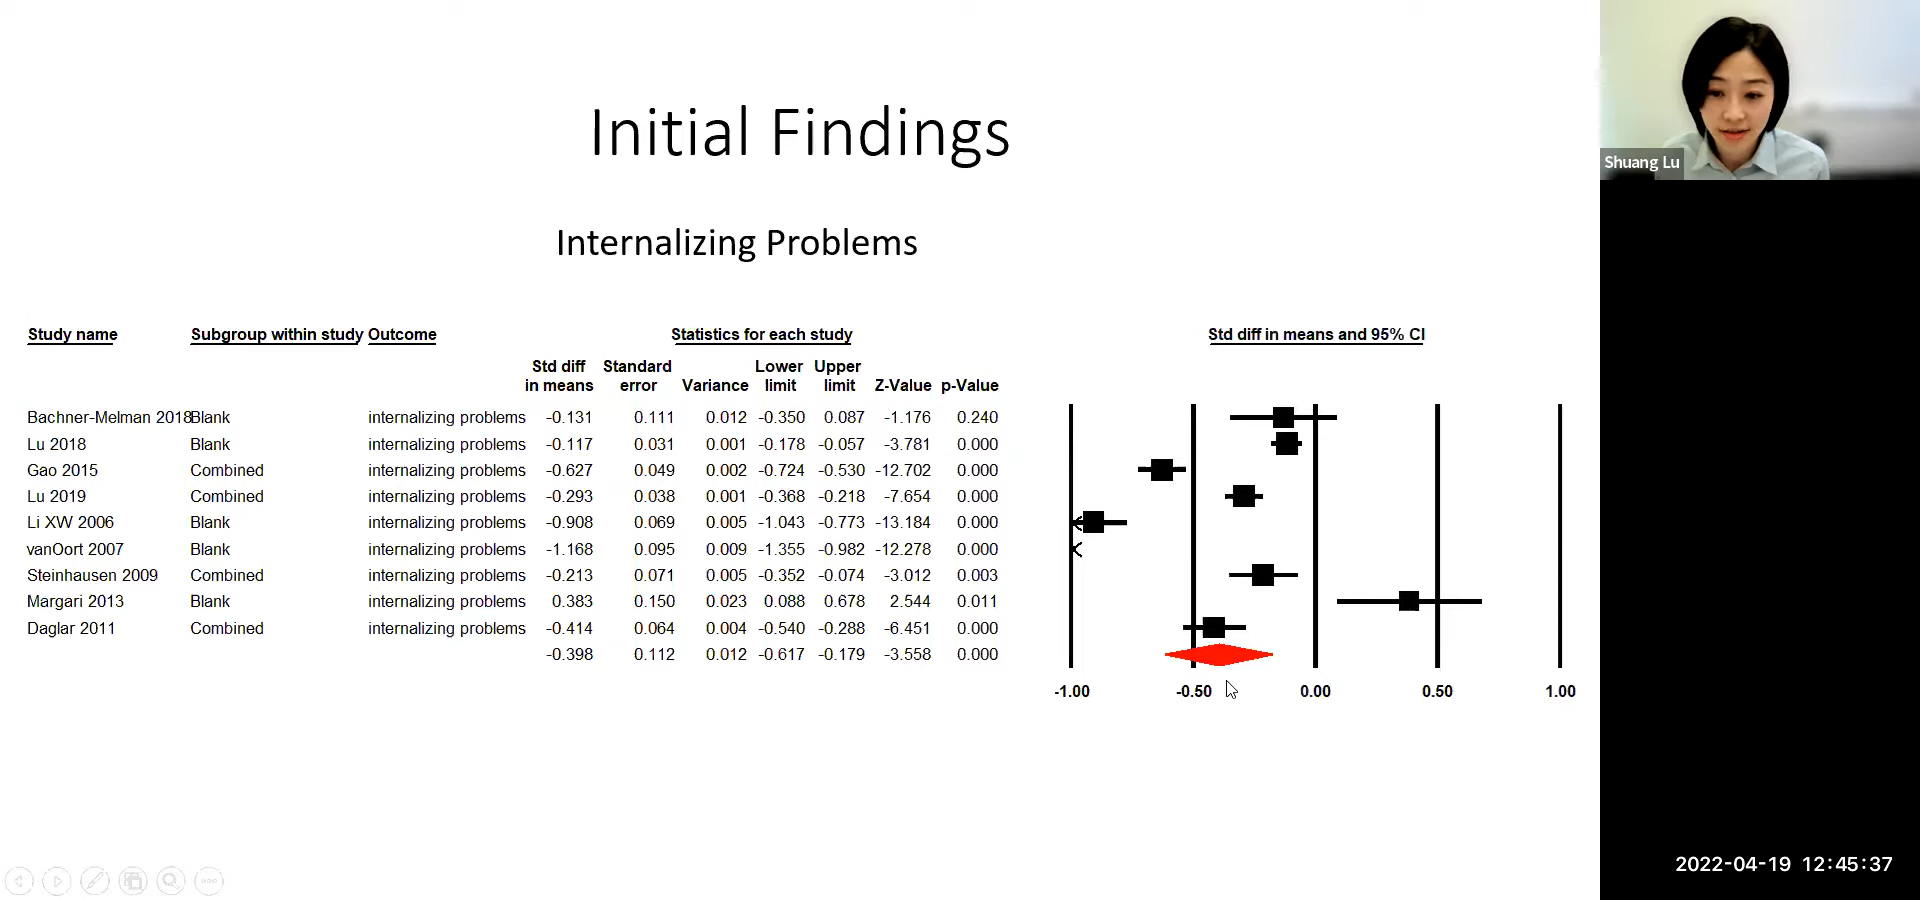 Initial Findings
Internalizing Problems
Study name Subgroup within study Outcome Statistics for each study Std diff in means and 95% CI
Std diff Standard Lower Upper
in means error Variance limit limit Z-Value p-Value
Bachner-Melman 2018 Blank internalizing problems -0.131 0.111 0.012 -0.350 0.087 -1.176 0.240
Lu 2018 Blank internalizing problems -0.117 0.031 0.001 -0.178 -0.057 -3.781 0.000
Gao 2015 Combined internalizing problems -0.627 0.049 0.002 -0.724 -0.530 -12.702 0.000
Lu 2019 Combined internalizing problems -0.293 0.038 0.001 -0.368 -0.218 -7.654 0.000
Li XW 2006 Blank internalizing problems -0.908 0.069 0.005 -1.043 -0.773 -13.184 0.000
vanOort 2007 Blank internalizing problems -1.168 0.095 0.009 -1.355 -0.982 -12.278 0.000
Steinhausen 2009 Combined internalizing problems -0.213 0.071 0.005 -0.352 -0.074 -3.012 0.003
Margari 2013 Blank internalizing problems 0.383 0.150 0.023 0.088 0.678 2.544 0.011
Daglar 2011 Combined internalizing problems -0.414 0.064 0.004 -0.540 -0.288 -6.451 0.000
-0.398 0.112 0.012 -0.617 -0.179 -3.558 0.000
-1.00 -0.50 0.00 0.50 1.00
Shuang Lu
2022-04-19 12:45:37